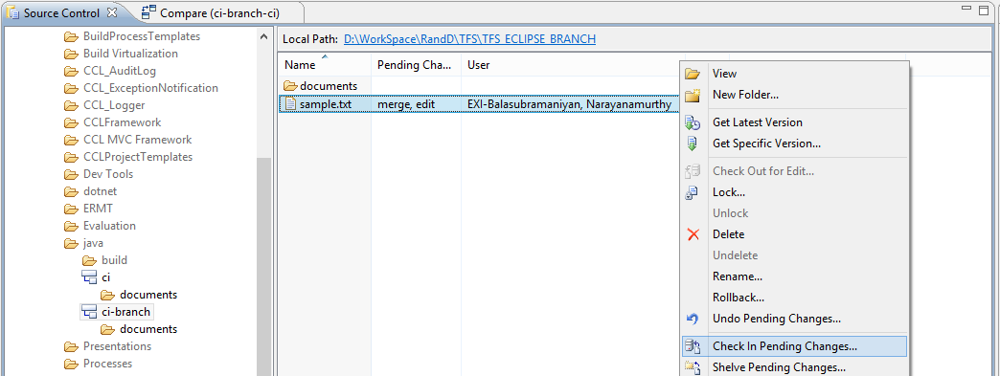 Source Control
Compare (ci-branch-ci)
BuildProcessTemplates
Build Virtualization
CCL_AuditLog
CCL_ExceptionNotification
CCL_Logger
CCLFramework
CCL MVC Framework
CCLProjectTemplates
Dev Tools
dotnet
ERMT
Evaluation
java
build
ci
documents
ci-branch
documents
Presentations
Processes
Local Path: D:\WorkSpace\RandD\TFS\TFS_ECLIPSE_BRANCH
Name Pending Cha... User
documents
sample.txt merge, edit EXI-Balasubramaniyan, Narayanamurthy
View
New Folder...
Get Latest Version
Get Specific Version...
Check Out for Edit...
Lock...
Unlock
Delete
Undelete
Rename...
Rollback...
Undo Pending Changes...
Check In Pending Changes...
Shelve Pending Changes...